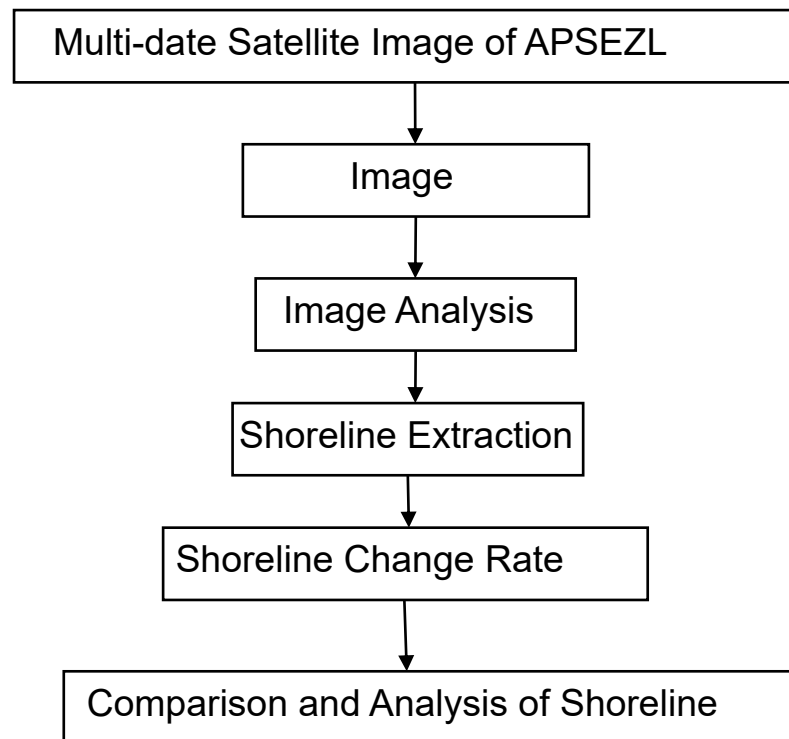 Multi-date Satellite Image of APSEZL
Image
Image Analysis
Shoreline Extraction
Shoreline Change Rate
Comparison and Analysis of Shoreline